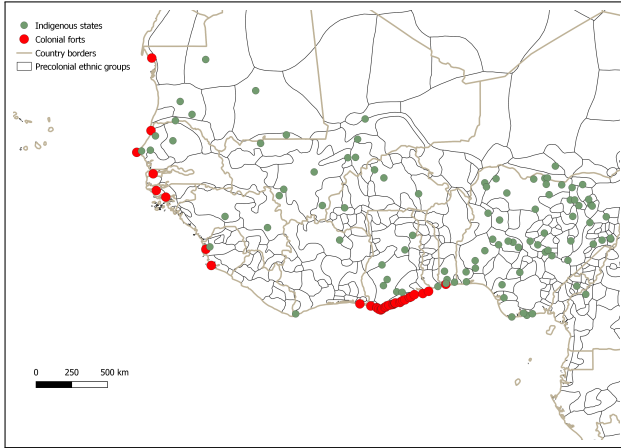 Indigenous states
Colonial forts
Country borders
Precolonial ethnic groups
0 250 500 km